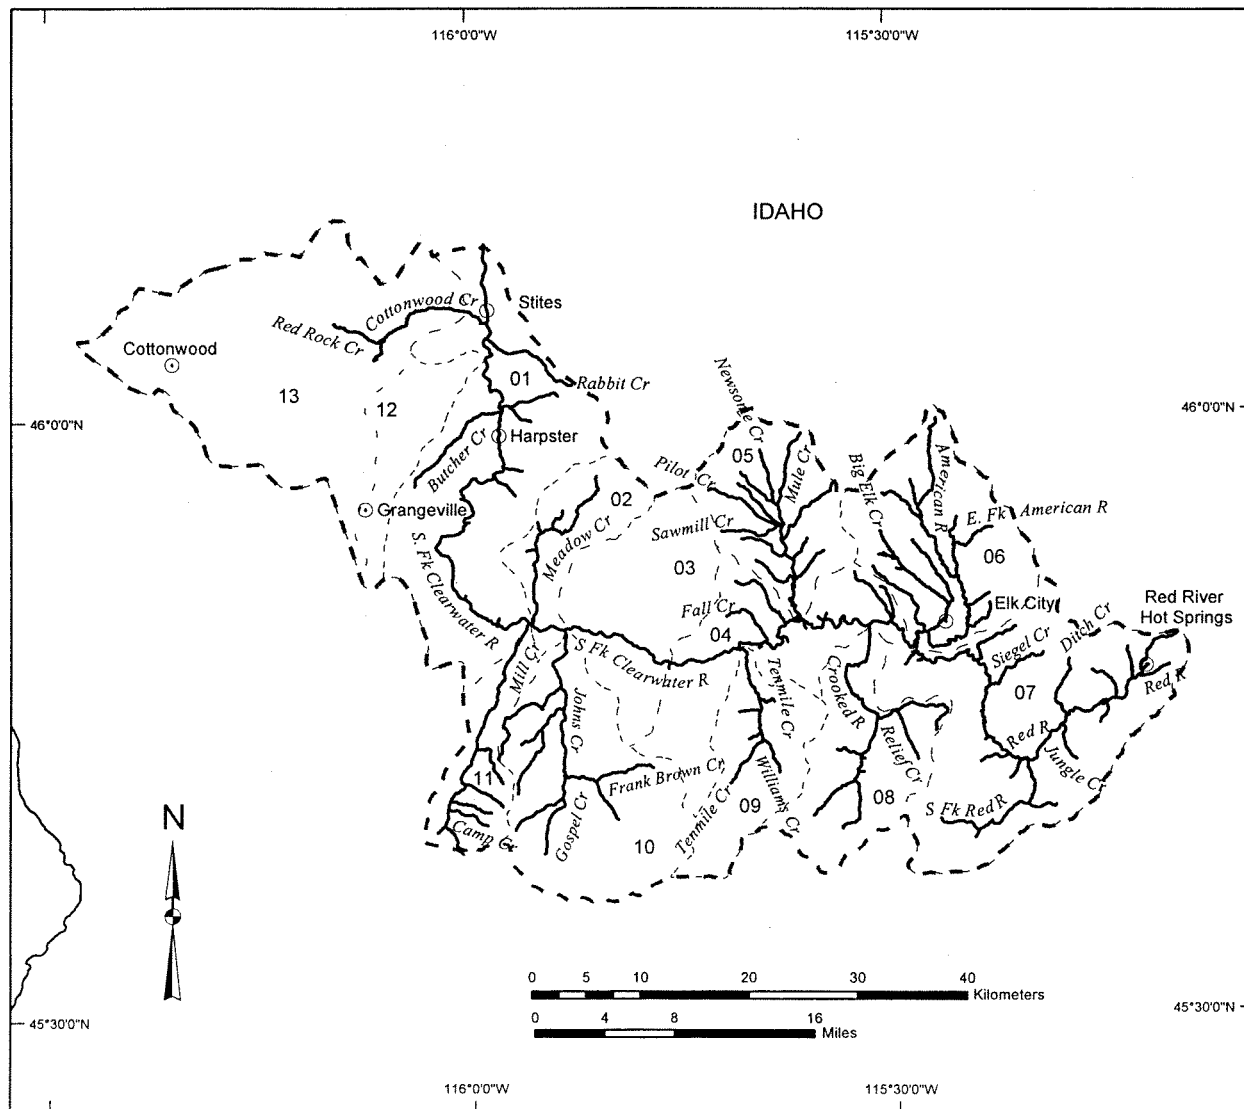 116°0'0"W
115°30'0"W
IDAHO
Stites
Cottonwood Cr
Red Rock Cr
Cottonwood
13
12
01
Rabbit Cr
46°0'0"N
46°0'0"N
Harpster
Butcher Cr
Grangeville
S. Fk Clearwater R
Newsome Cr
05
Mule Cr
Pilot Cr
Big Elk Cr
American R
E. Fk American R
02
Meadow Cr
Sawmill Cr
03
06
Fall Cr
04
Elk City
Red River
Hot Springs
Siegel Cr
Ditch Cr
Red R
S Fk Clearwater R
Mill Cr
Johns Cr
Tenmile Cr
Crooked R
07
Red R
Relief Cr
Jungle Cr
11
Frank Brown Cr
Williams Cr
08
S Fk Red R
Camp Cr
Gospel Cr
10
Tenmile Cr
09
N
0 5 10 20 30 40
Kilometers
0 4 8 16
Miles
45°30'0"N
45°30'0"N
116°0'0"W
115°30'0"W